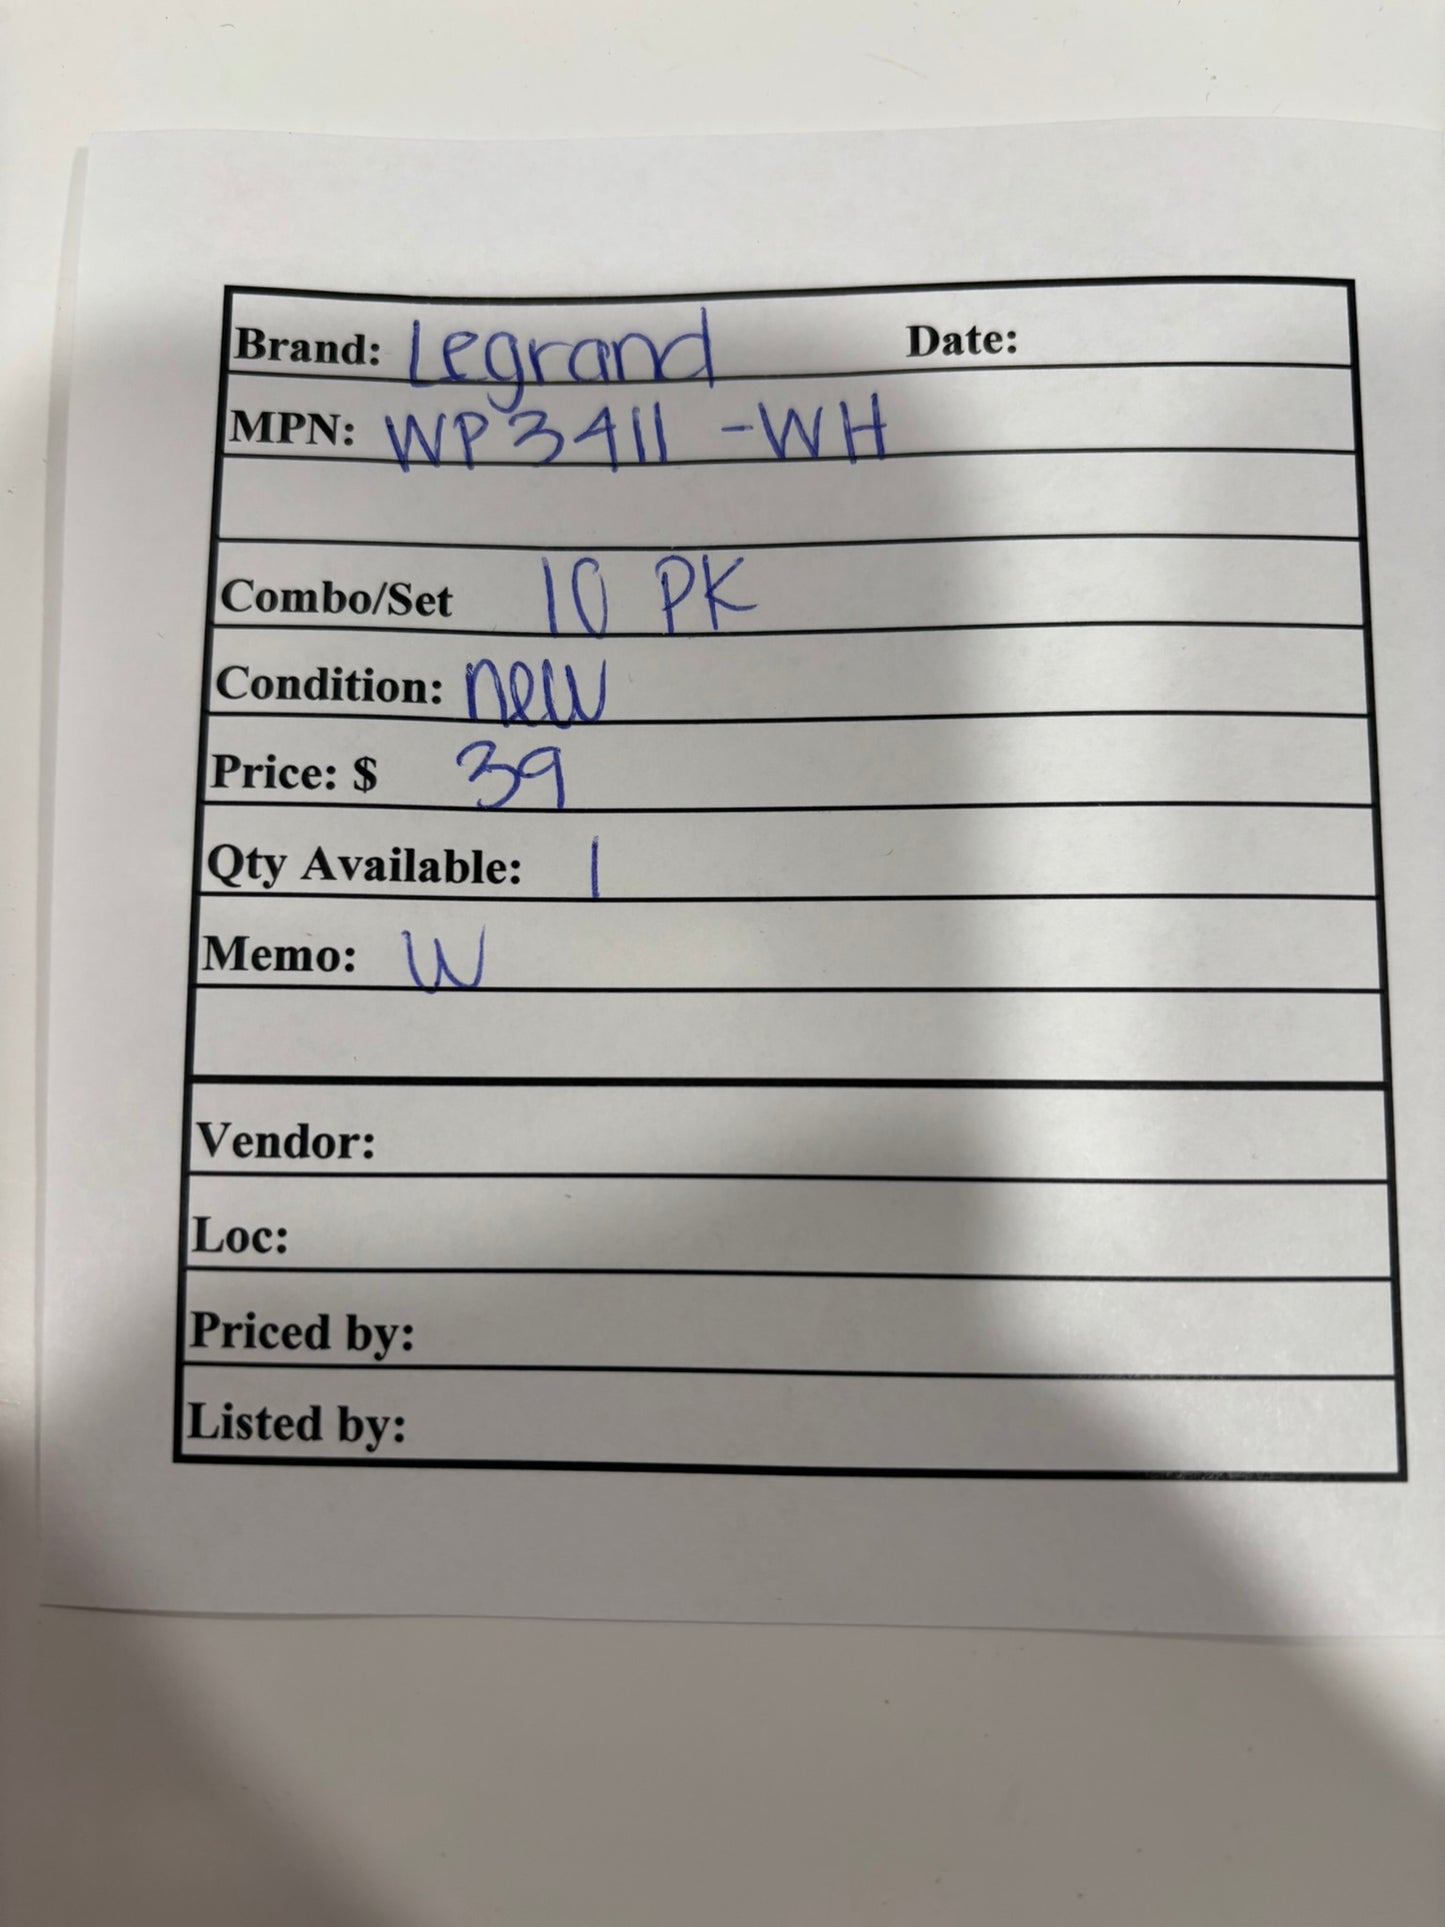 Brand: Legrand Date:
MPN: WP3411 -WH
Combo/Set 10 PK
Condition: new
Price: $ 39
Qty Available: 1
Memo: W
Vendor:
Loc:
Priced by:
Listed by: